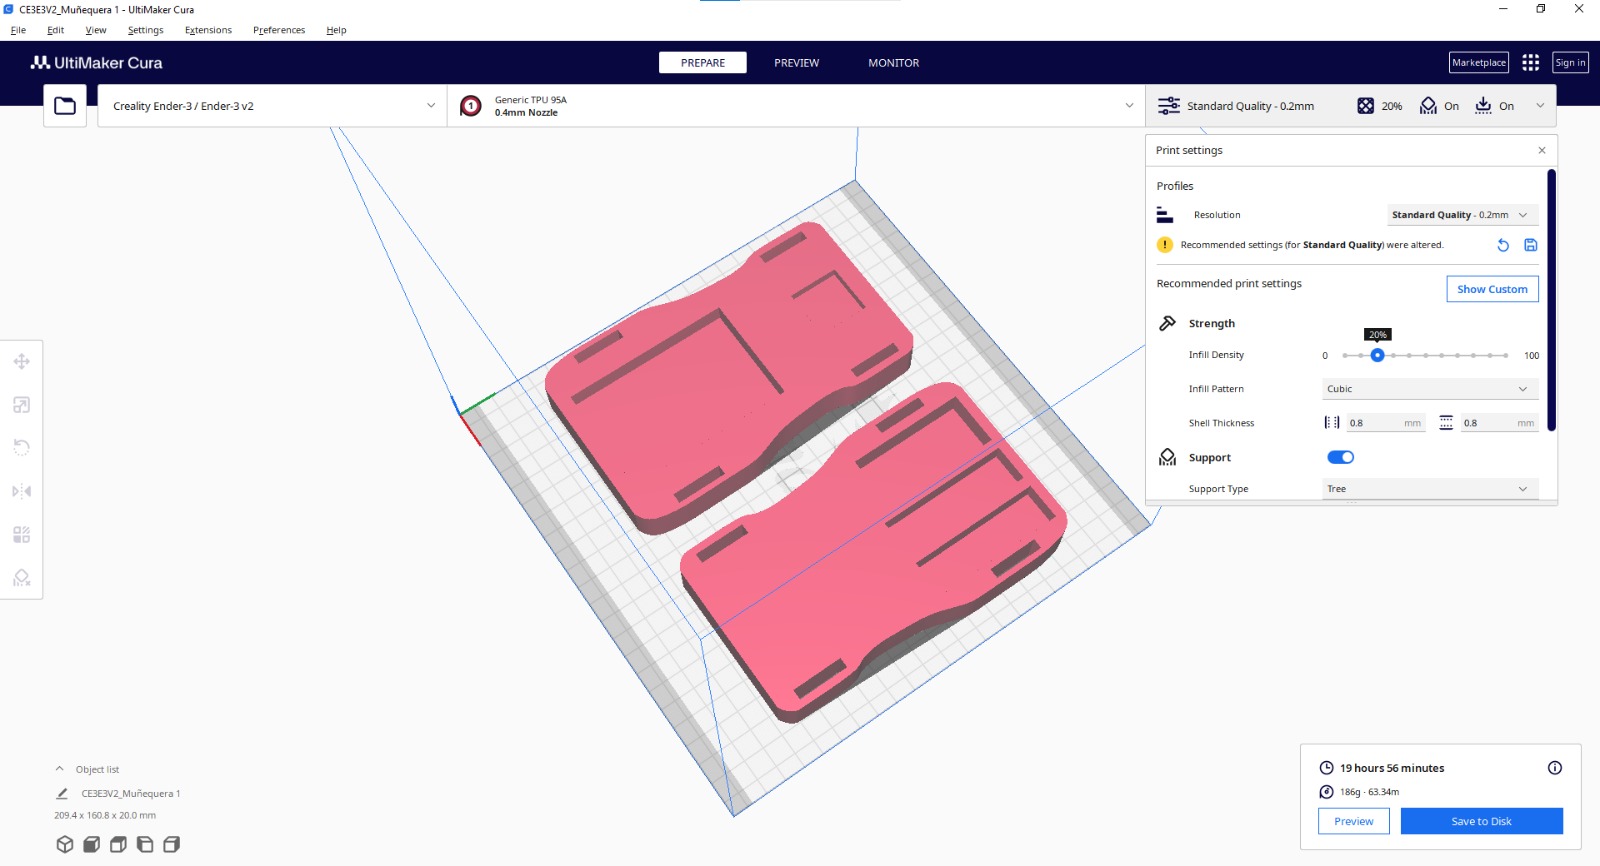 CE3E3V2_Muñequera 1 - UltiMaker Cura
File Edit View Settings Extensions Preferences Help
UltiMaker Cura
PREPARE PREVIEW MONITOR
Marketplace Sign in
Creality Ender-3 / Ender-3 v2
1
Generic TPU 95A
0.4mm Nozzle
Standard Quality - 0.2mm 20% On On
Print settings
Profiles
Resolution Standard Quality - 0.2mm
Recommended settings (for Standard Quality) were altered.
Recommended print settings
Show Custom
Strength
20%
Infill Density 0 100
Infill Pattern Cubic
Shell Thickness 0.8 mm 0.8 mm
Support
Support Type Tree
Object list
CE3E3V2_Muñequera 1
209.4 x 160.8 x 20.0 mm
19 hours 56 minutes
186g · 63.34m
Preview Save to Disk